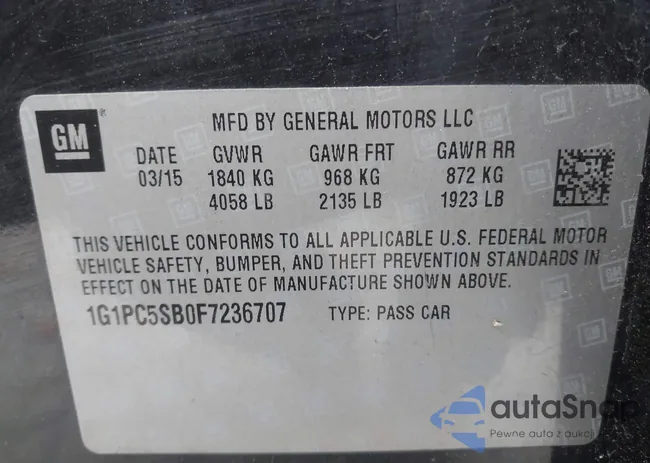 GM
MFD BY GENERAL MOTORS LLC
DATE GVWR GAWR FRT GAWR RR
03/15 1840 KG 968 KG 872 KG
4058 LB 2135 LB 1923 LB
THIS VEHICLE CONFORMS TO ALL APPLICABLE U.S. FEDERAL MOTOR
VEHICLE SAFETY, BUMPER, AND THEFT PREVENTION STANDARDS IN
EFFECT ON THE DATE OF MANUFACTURE SHOWN ABOVE.
1G1PC5SB0F7236707 TYPE: PASS CAR
autaSnap
Pewne auta z aukcji